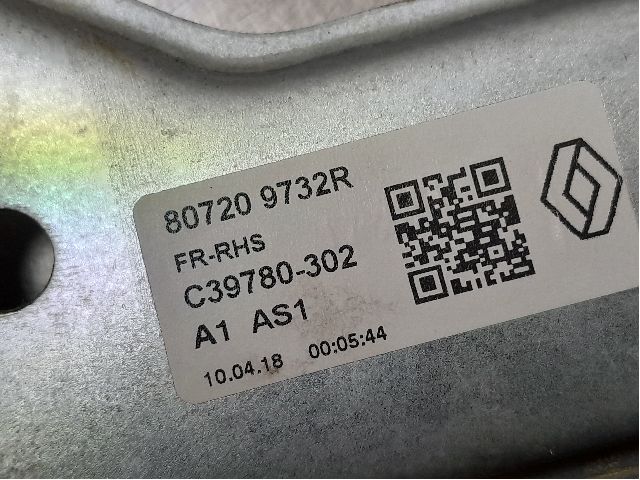 80720 9732R
FR-RHS
C39780-302
A1 AS1
10.04.18 00:05:44